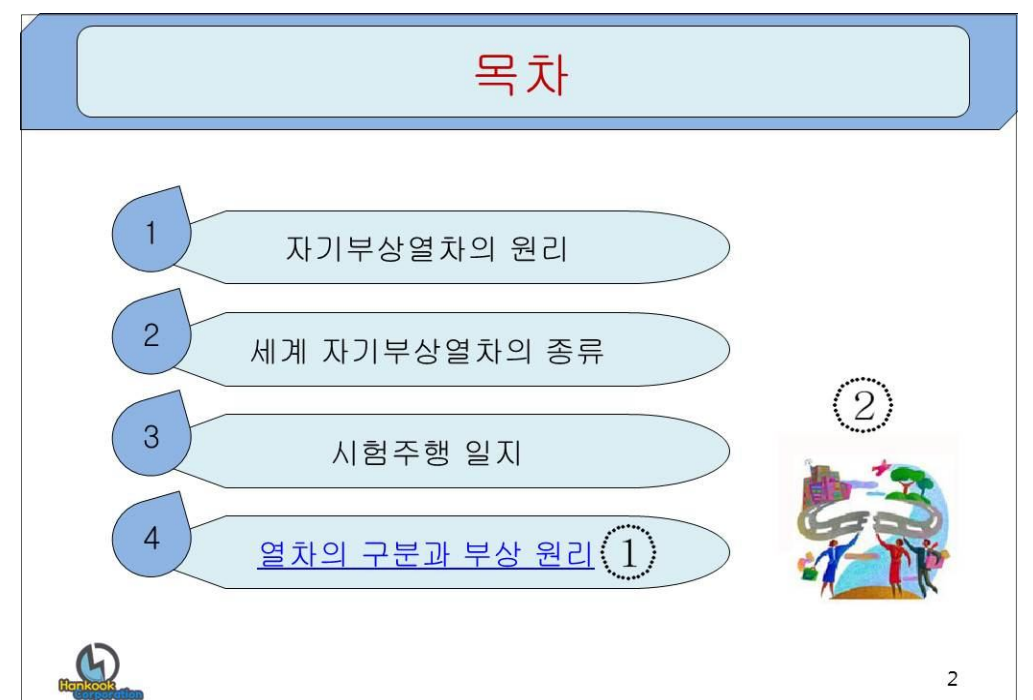 목차
1
자기부상열차의 원리
2
세계 자기부상열차의 종류
3
시험주행 일지
4
열차의 구분과 부상 원리 ①
②
Hankook
Corporation
2